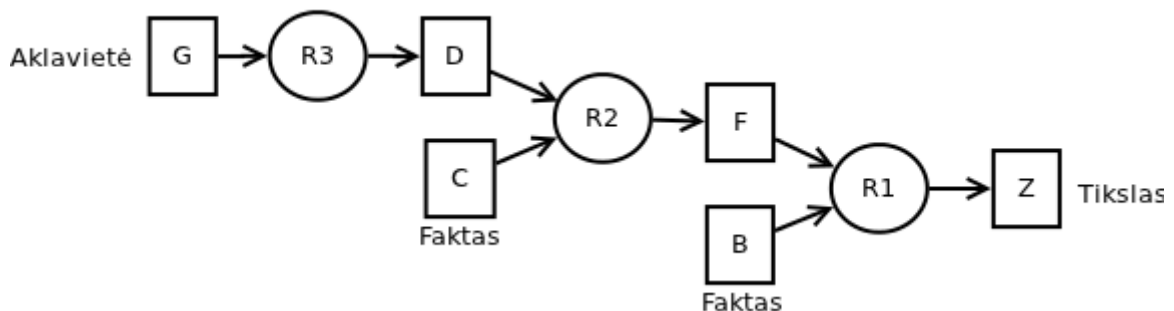 Aklavietė
G
R3
D
R2
C
Faktas
F
R1
B
Faktas
Z
Tikslas